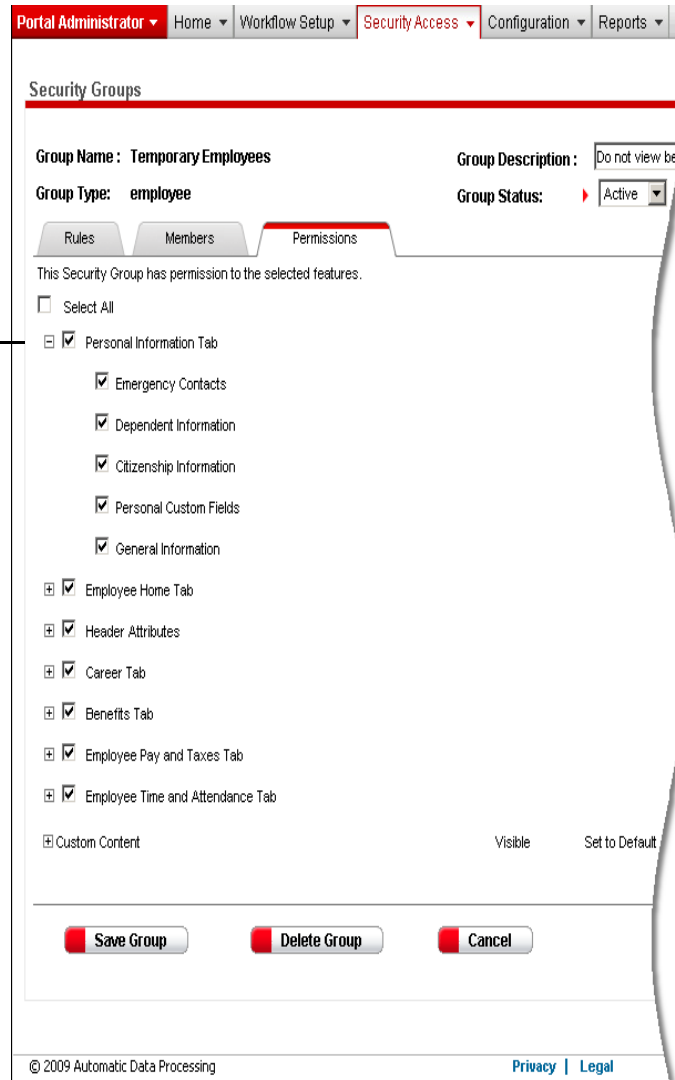 Portal Administrator Home Workflow Setup Security Access Configuration Reports
Security Groups
Group Name : Temporary Employees Group Description : Do not view be
Group Type: employee Group Status: Active
Rules Members Permissions
This Security Group has permission to the selected features.
Select All
Personal Information Tab
Emergency Contacts
Dependent Information
Citizenship Information
Personal Custom Fields
General Information
Employee Home Tab
Header Attributes
Career Tab
Benefits Tab
Employee Pay and Taxes Tab
Employee Time and Attendance Tab
Custom Content Visible Set to Default
Save Group Delete Group Cancel
© 2009 Automatic Data Processing Privacy | Legal